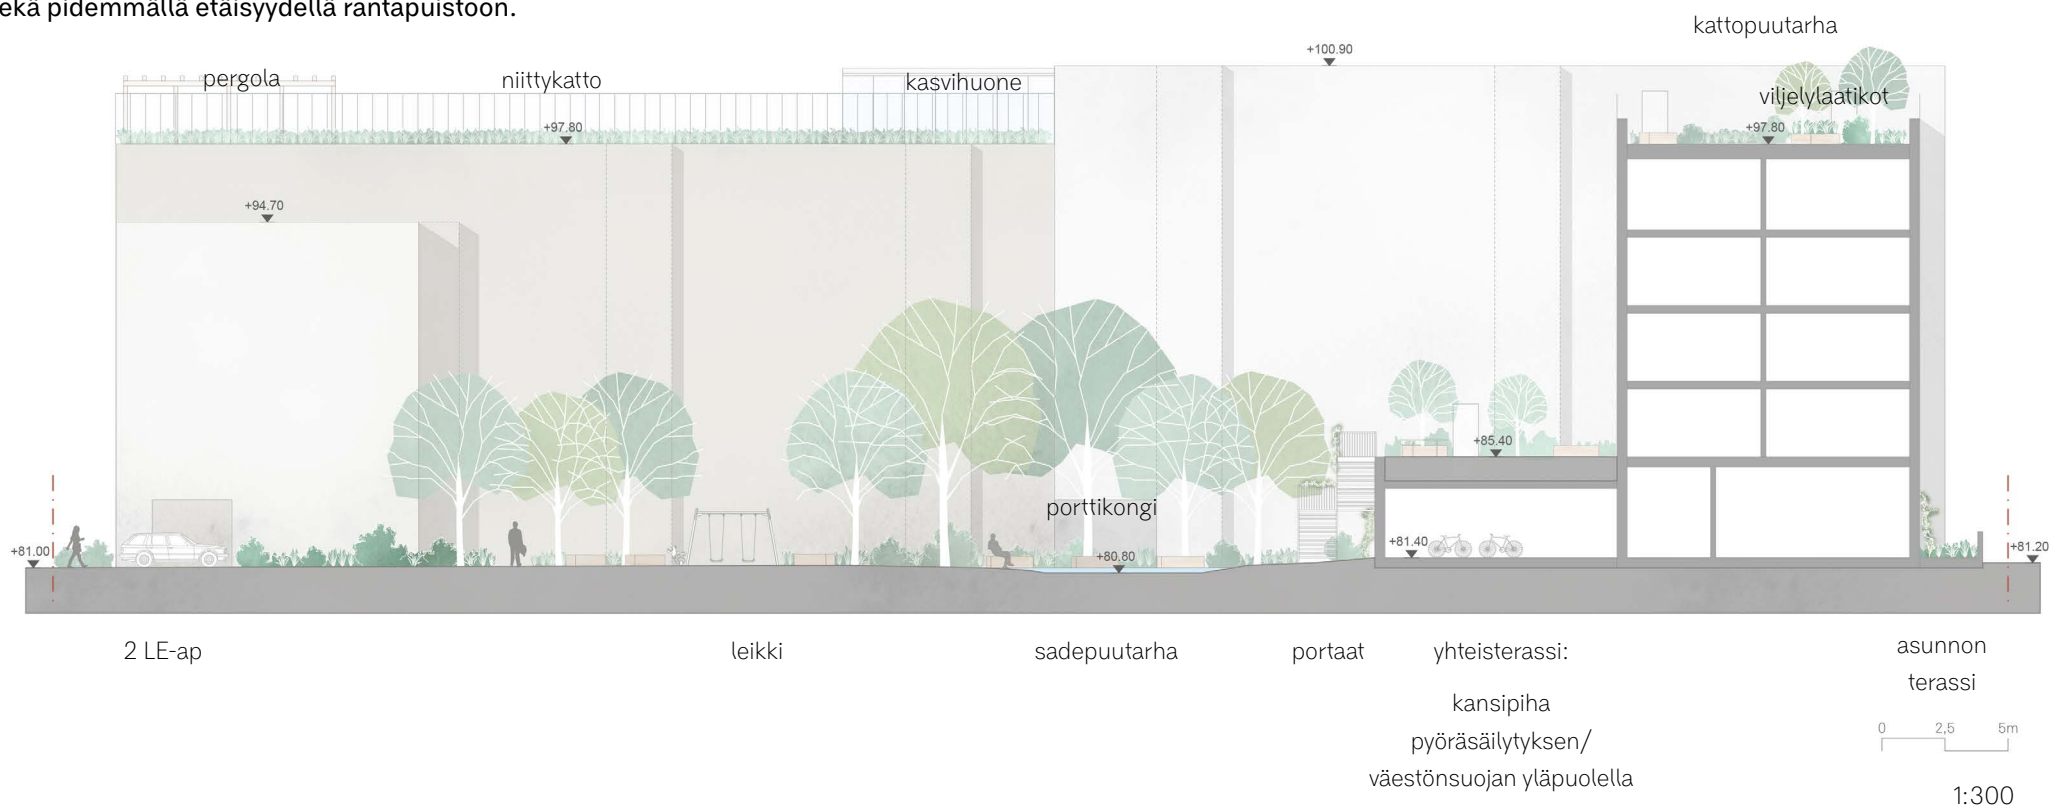 ekä pidemmällä etäisyydellä rantapuistoon.
kattopuutarha
+100.90
pergola
niittykatto
kasvihuone
viljelylaatikot
+97.80
+97.80
+94.70
+85.40
porttikongi
+81.00
+80.80
+81.40
+81.20
2 LE-ap
leikki
sadepuutarha
portaat
yhteisterassi:
kansipiha
pyöräsäilytyksen/
väestönsuojan yläpuolella
asunnon
terassi
0 2,5 5m
1:300